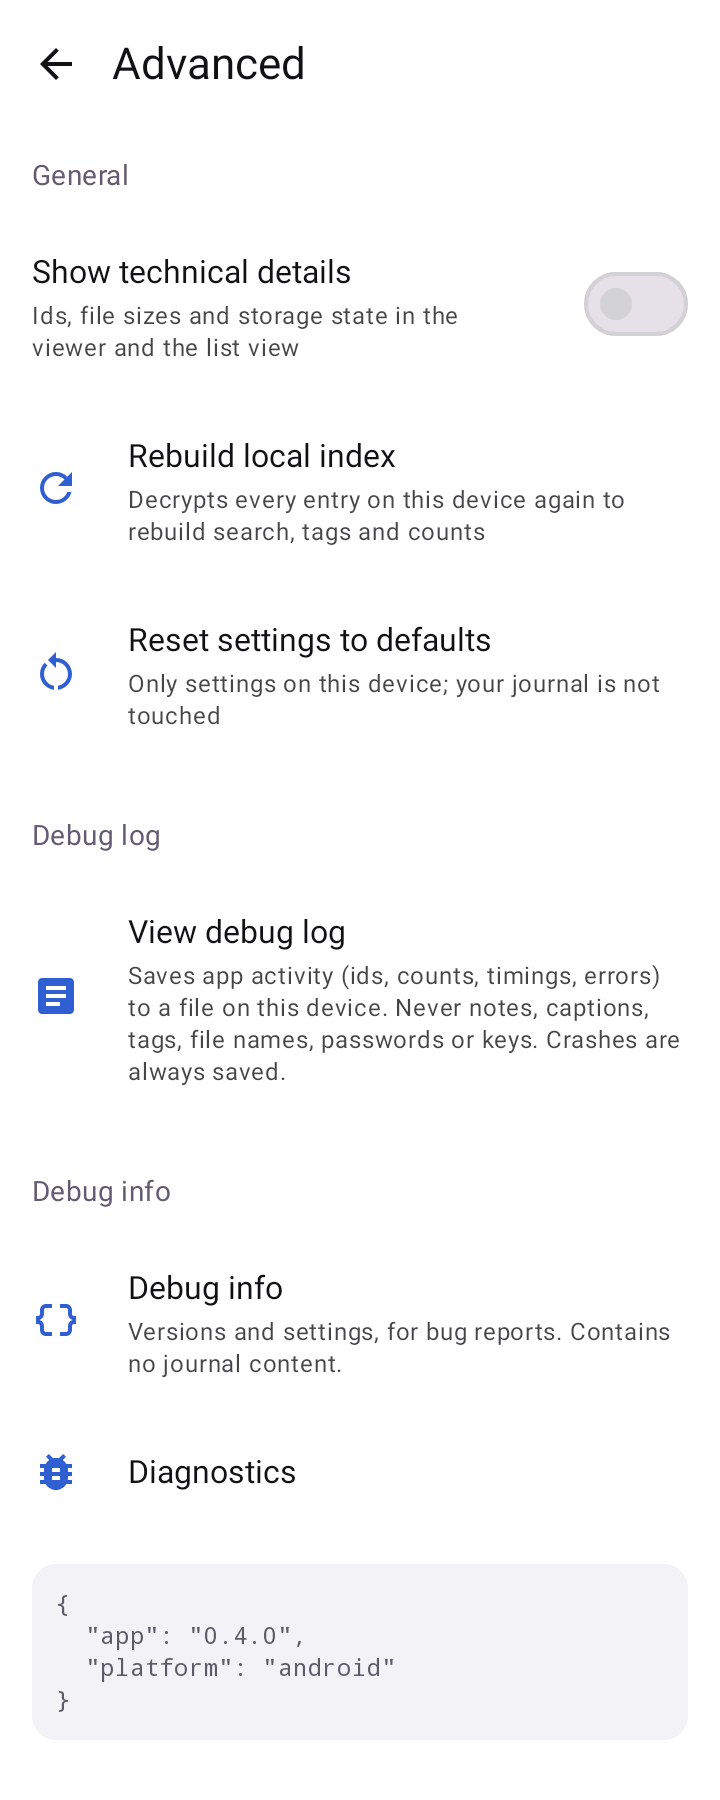 Advanced
General
Show technical details
Ids, file sizes and storage state in the
viewer and the list view
Rebuild local index
Decrypts every entry on this device again to
rebuild search, tags and counts
Reset settings to defaults
Only settings on this device; your journal is not
touched
Debug log
View debug log
Saves app activity (ids, counts, timings, errors)
to a file on this device. Never notes, captions,
tags, file names, passwords or keys. Crashes are
always saved.
Debug info
Debug info
Versions and settings, for bug reports. Contains
no journal content.
Diagnostics
{
  "app": "0.4.0",
  "platform": "android"
}